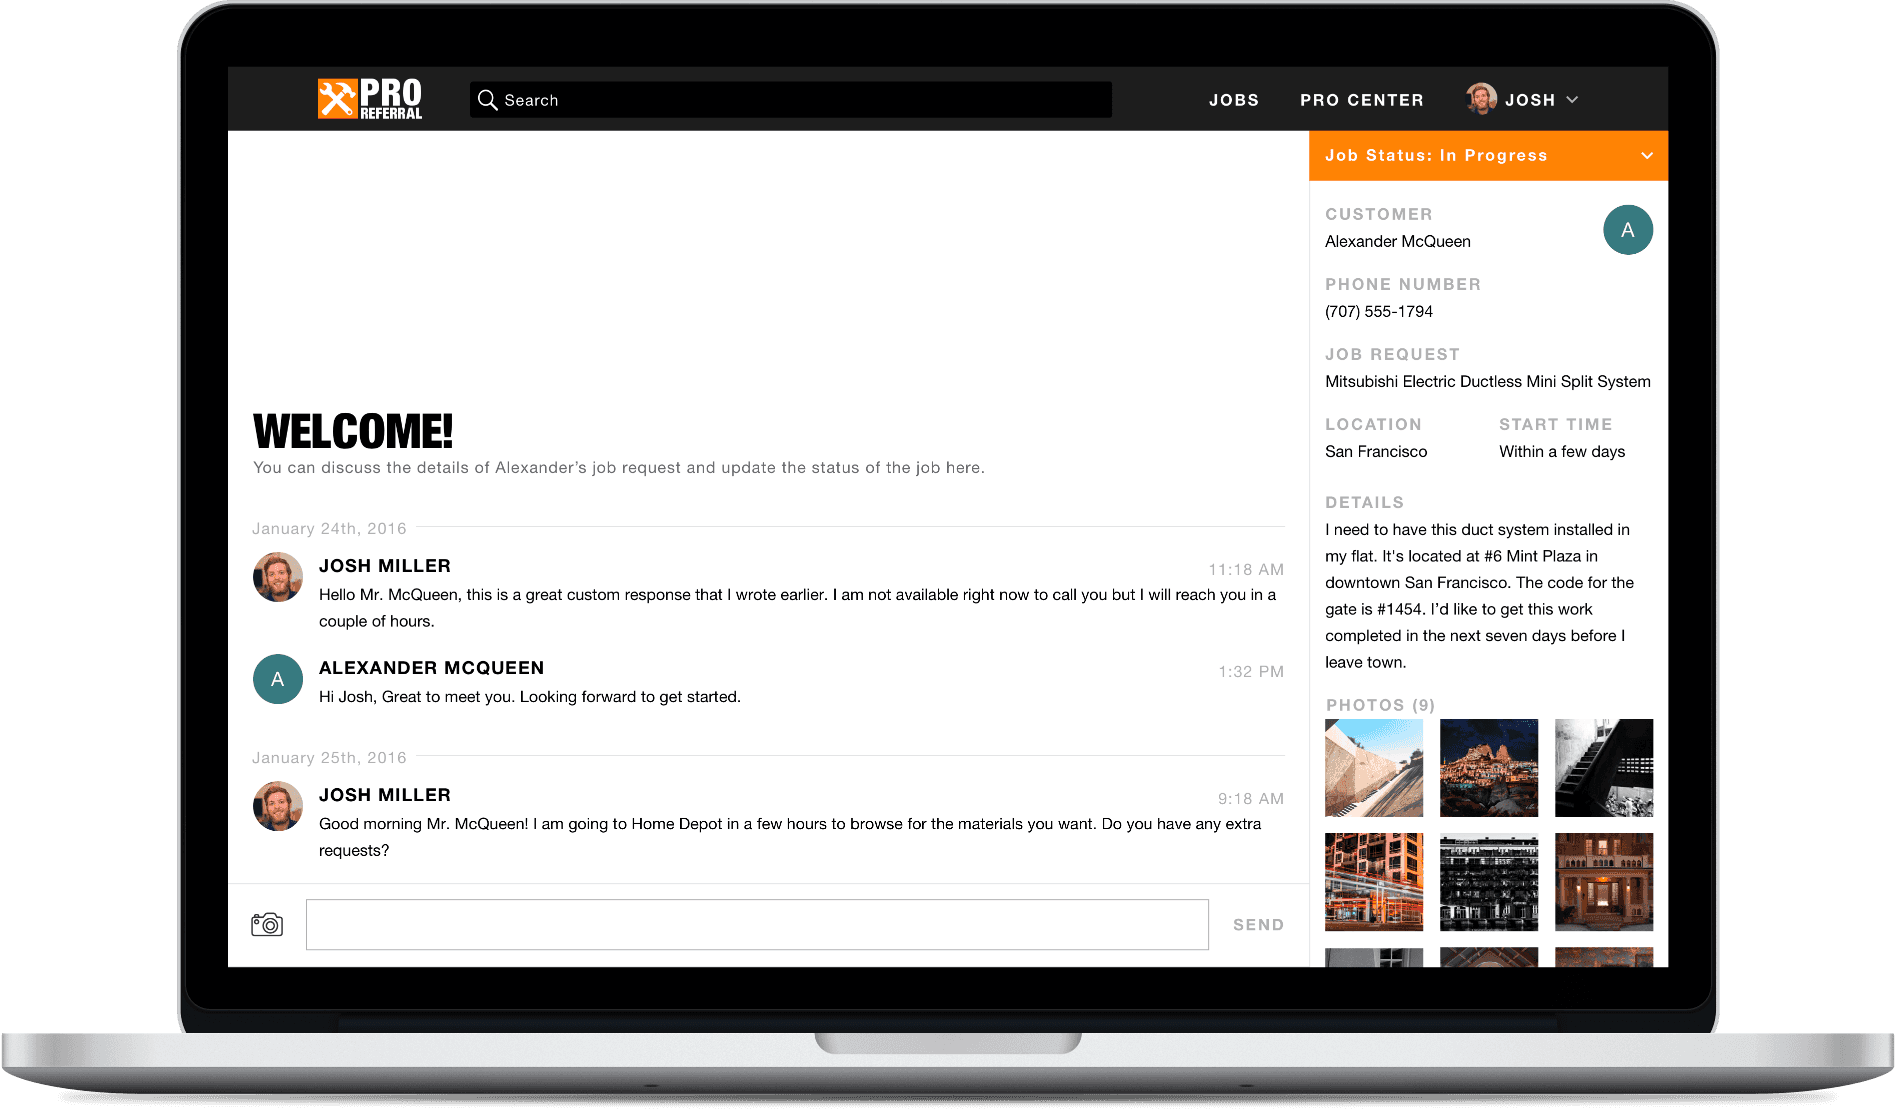 PRO
REFERRAL
Search
JOBS
PRO CENTER
JOSH
Job Status: In Progress
CUSTOMER
Alexander McQueen
A
PHONE NUMBER
(707) 555-1794
JOB REQUEST
Mitsubishi Electric Ductless Mini Split System
LOCATION
San Francisco
START TIME
Within a few days
DETAILS
I need to have this duct system installed in
my flat. It's located at #6 Mint Plaza in
downtown San Francisco. The code for the
gate is #1454. I’d like to get this work
completed in the next seven days before I
leave town.
PHOTOS (9)
WELCOME!
You can discuss the details of Alexander’s job request and update the status of the job here.
January 24th, 2016
JOSH MILLER
11:18 AM
Hello Mr. McQueen, this is a great custom response that I wrote earlier. I am not available right now to call you but I will reach you in a
couple of hours.
A
ALEXANDER MCQUEEN
1:32 PM
Hi Josh, Great to meet you. Looking forward to get started.
January 25th, 2016
JOSH MILLER
9:18 AM
Good morning Mr. McQueen! I am going to Home Depot in a few hours to browse for the materials you want. Do you have any extra
requests?
SEND